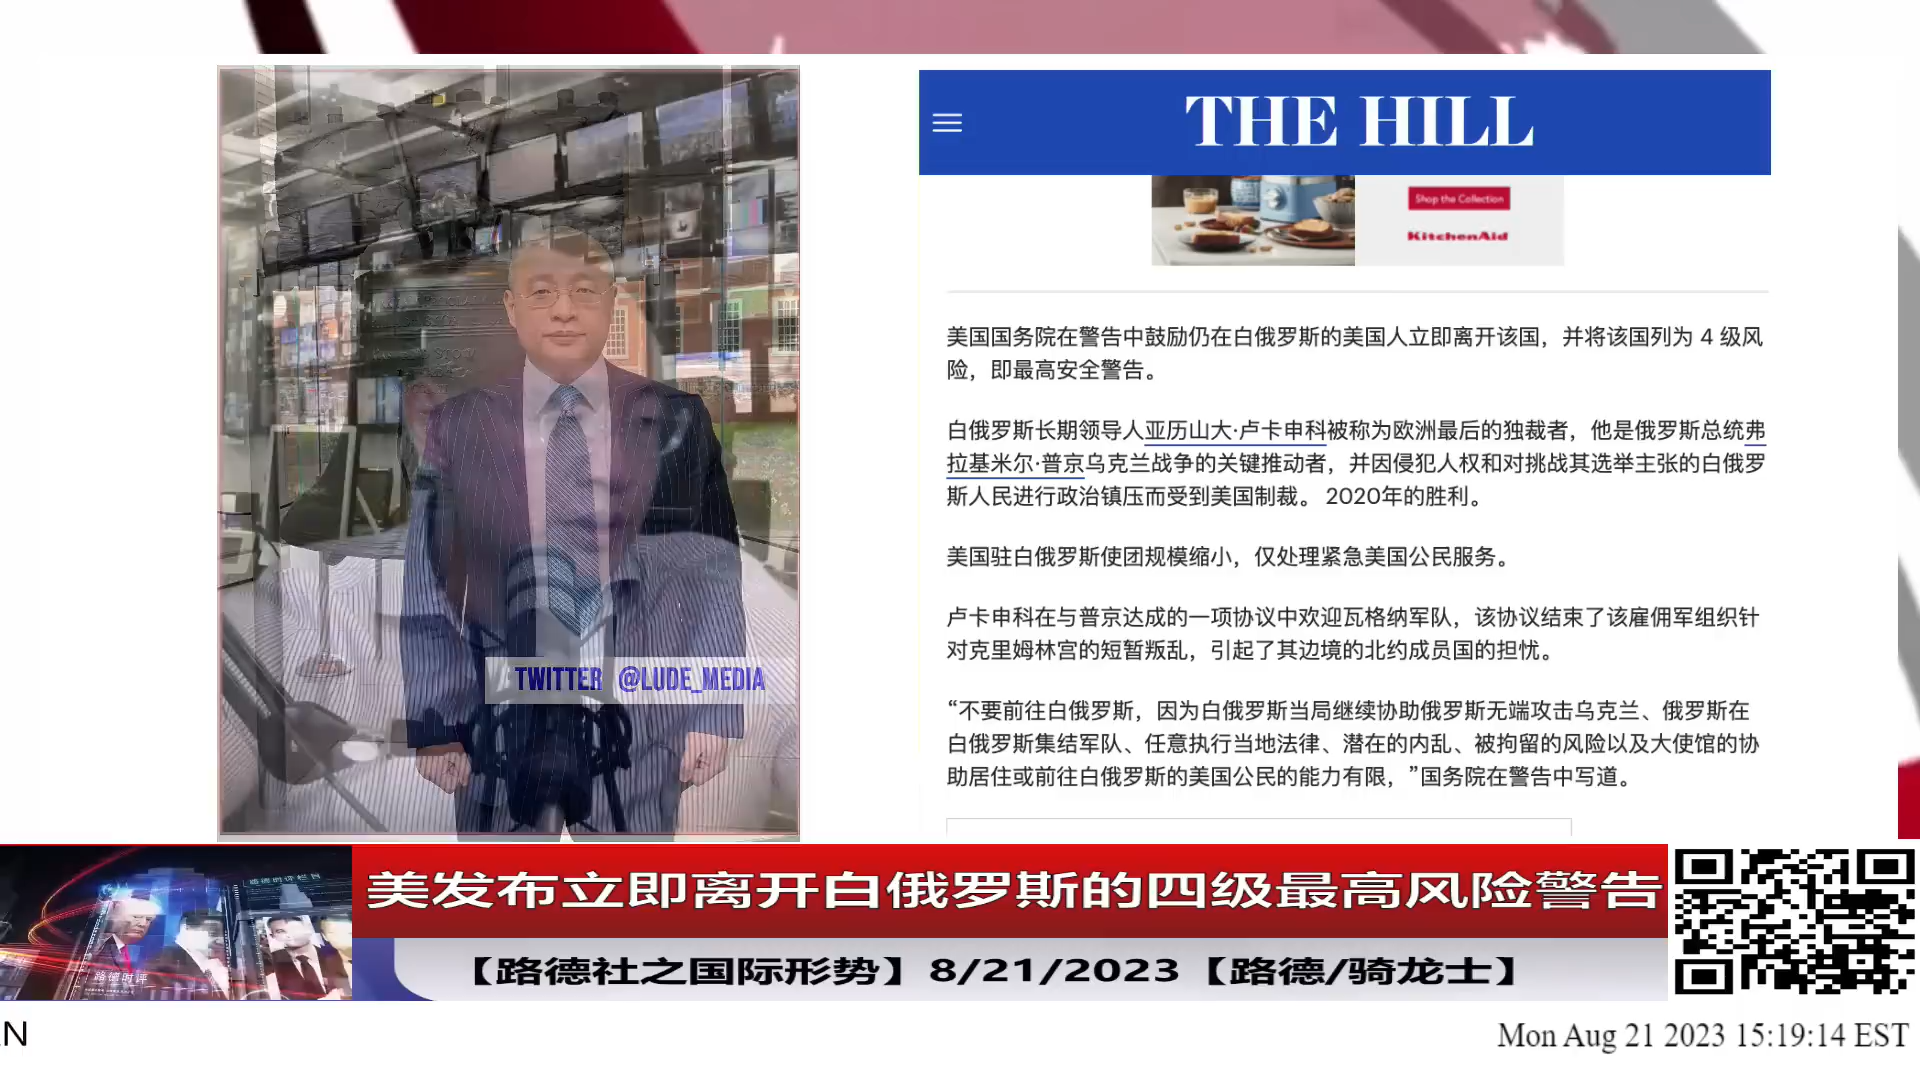 THE HILL
Shop the Collection
KitchenAid
美国国务院在警告中鼓励仍在白俄罗斯的美国人立即离开该国，并将该国列为 4 级风
险，即最高安全警告。
白俄罗斯长期领导人亚历山大·卢卡申科被称为欧洲最后的独裁者，他是俄罗斯总统弗
拉基米尔·普京乌克兰战争的关键推动者，并因侵犯人权和对挑战其选举主张的白俄罗
斯人民进行政治镇压而受到美国制裁。 2020年的胜利。
美国驻白俄罗斯使团规模缩小，仅处理紧急美国公民服务。
卢卡申科在与普京达成的一项协议中欢迎瓦格纳军队，该协议结束了该雇佣军组织针
对克里姆林宫的短暂叛乱，引起了其边境的北约成员国的担忧。
“不要前往白俄罗斯，因为白俄罗斯当局继续协助俄罗斯无端攻击乌克兰、俄罗斯在
白俄罗斯集结军队、任意执行当地法律、潜在的内乱、被拘留的风险以及大使馆的协
助居住或前往白俄罗斯的美国公民的能力有限，”国务院在警告中写道。
TWITTER @LUDE_MEDIA
路德时评
美发布立即离开白俄罗斯的四级最高风险警告
【路德社之国际形势】8/21/2023【路德/骑龙士】
N
Mon Aug 21 2023 15:19:14 EST